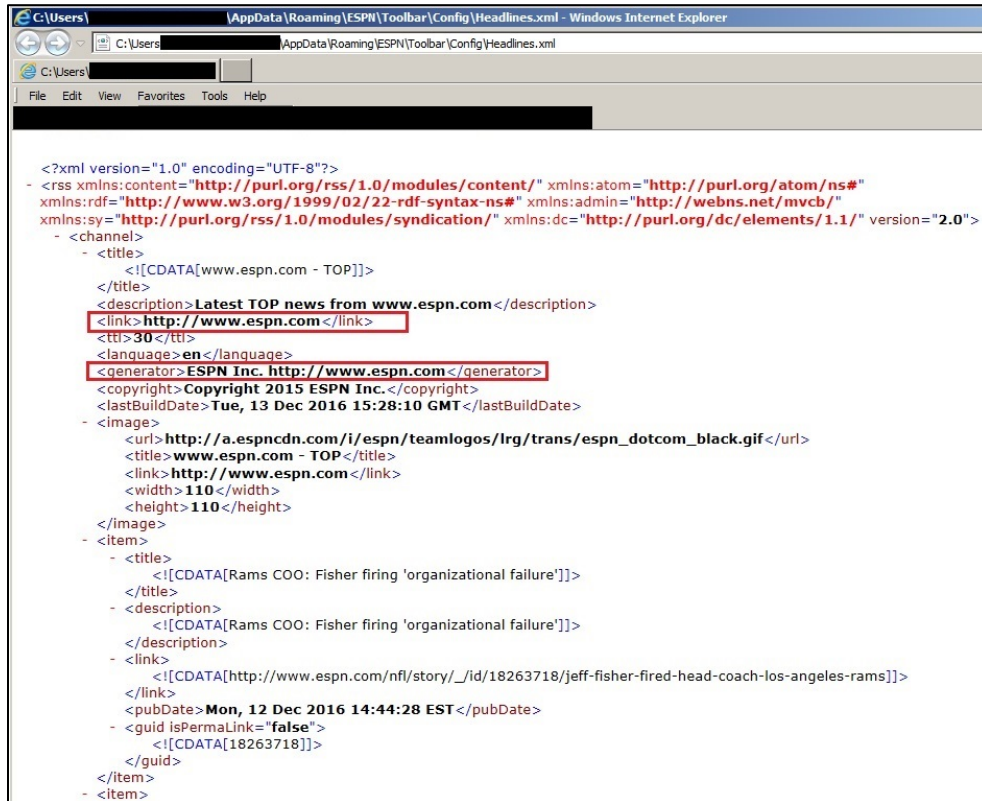 C:\Users\ \AppData\Roaming\ESPN\Toolbar\Config\Headlines.xml - Windows Internet Explorer
C:\Users \AppData\Roaming\ESPN\Toolbar\Config\Headlines.xml
C:\Users\
File Edit View Favorites Tools Help
<?xml version="1.0" encoding="UTF-8"?>
- <rss xmlns:content="http://purl.org/rss/1.0/modules/content/" xmlns:atom="http://purl.org/atom/ns#"
xmlns:rdf="http://www.w3.org/1999/02/22-rdf-syntax-ns#" xmlns:admin="http://webns.net/mvcb/"
xmlns:sy="http://purl.org/rss/1.0/modules/syndication/" xmlns:dc="http://purl.org/dc/elements/1.1/" version="2.0">
- <channel>
- <title>
<![CDATA[www.espn.com - TOP]]>
</title>
<description>Latest TOP news from www.espn.com</description>
<link>http://www.espn.com</link>
<ttl>30</ttl>
<language>en</language>
<generator>ESPN Inc. http://www.espn.com</generator>
<copyright>Copyright 2015 ESPN Inc.</copyright>
<lastBuildDate>Tue, 13 Dec 2016 15:28:10 GMT</lastBuildDate>
- <image>
<url>http://a.espncdn.com/i/espn/teamlogos/lrg/trans/espn_dotcom_black.gif</url>
<title>www.espn.com - TOP</title>
<link>http://www.espn.com</link>
<width>110</width>
<height>110</height>
</image>
- <item>
- <title>
<![CDATA[Rams COO: Fisher firing 'organizational failure']]>
</title>
- <description>
<![CDATA[Rams COO: Fisher firing 'organizational failure']]>
</description>
- <link>
<![CDATA[http://www.espn.com/nfl/story/_/id/18263718/jeff-fisher-fired-head-coach-los-angeles-rams]]>
</link>
<pubDate>Mon, 12 Dec 2016 14:44:28 EST</pubDate>
- <guid isPermaLink="false">
<![CDATA[18263718]]>
</guid>
</item>
- <item>